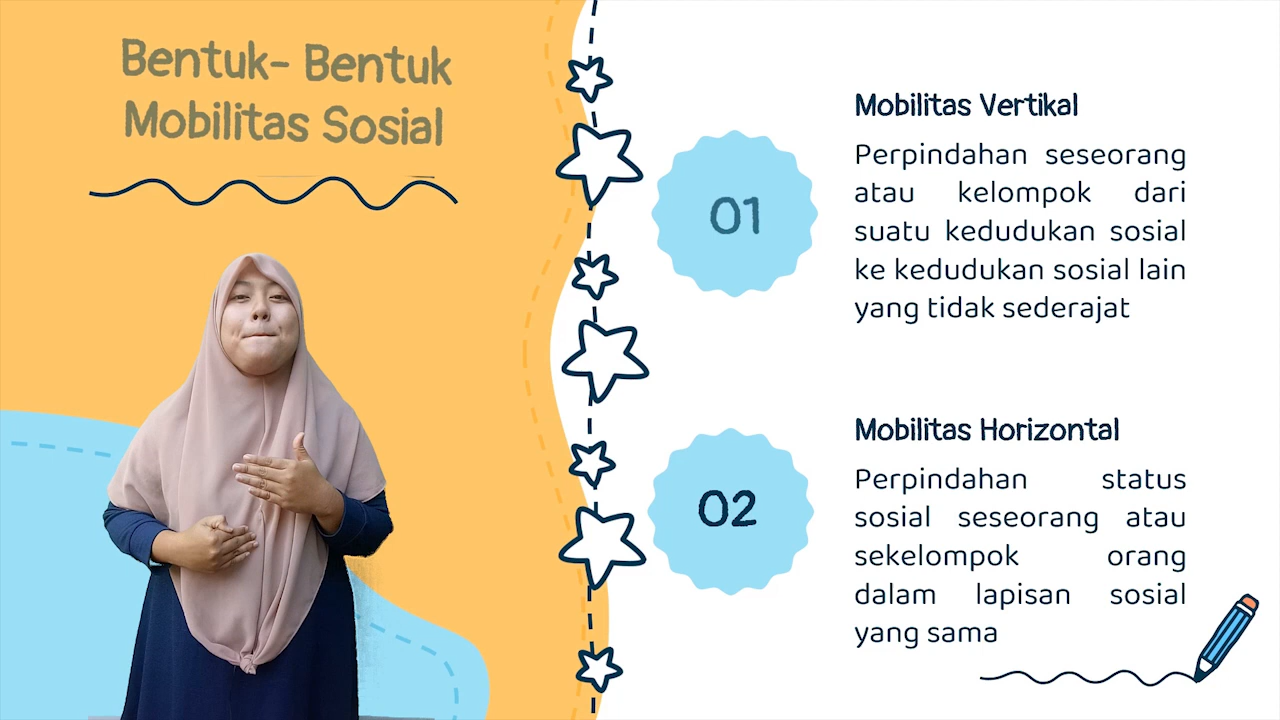 Bentuk- Bentuk
Mobilitas Sosial
01
Mobilitas Vertikal
Perpindahan seseorang
atau kelompok dari
suatu kedudukan sosial
ke kedudukan sosial lain
yang tidak sederajat
02
Mobilitas Horizontal
Perpindahan status
sosial seseorang atau
sekelompok orang
dalam lapisan sosial
yang sama